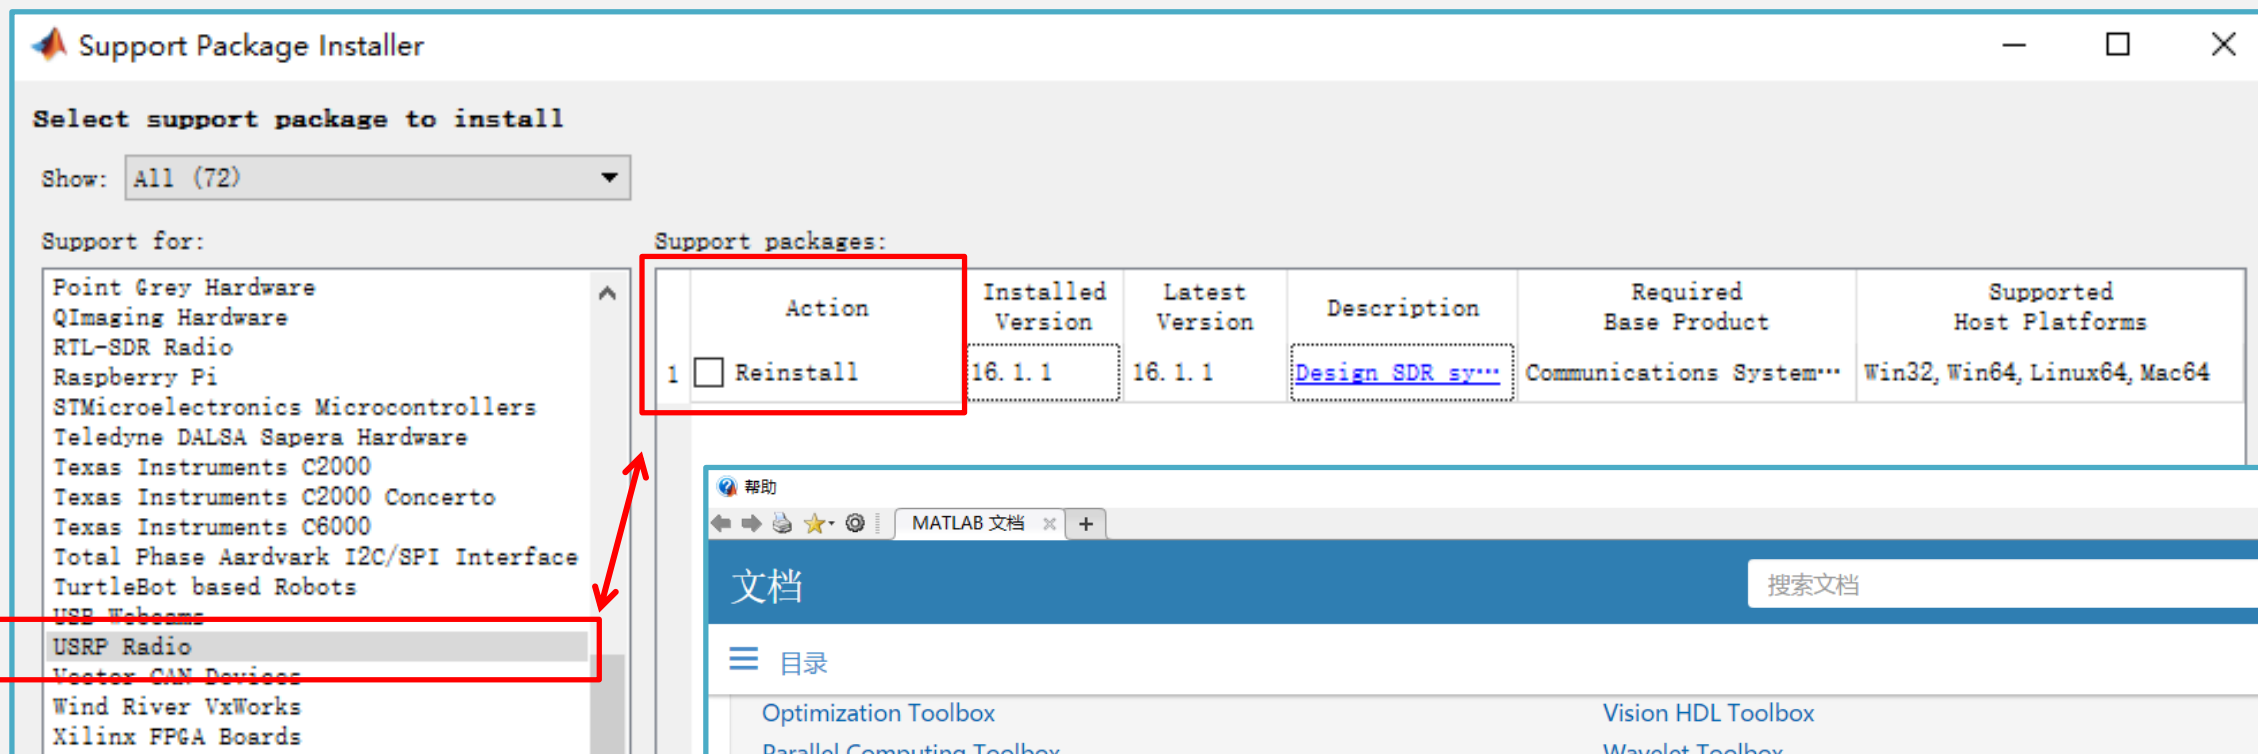 Support Package Installer
Select support package to install
Show: All (72)
Support for:
Point Grey Hardware
QImaging Hardware
RTL-SDR Radio
Raspberry Pi
STMicroelectronics Microcontrollers
Teledyne DALSA Sapera Hardware
Texas Instruments C2000
Texas Instruments C2000 Concerto
Texas Instruments C6000
Total Phase Aardvark I2C/SPI Interface
TurtleBot based Robots
USB Webcams
USRP Radio
Vector CAN Devices
Wind River VxWorks
Xilinx FPGA Boards
Support packages:
Action Installed Version Latest Version Description Required Base Product Supported Host Platforms
1 Reinstall 16.1.1 16.1.1 Design SDR sy... Communications System... Win32, Win64, Linux64, Mac64
帮助
MATLAB 文档
文档 搜索文档
目录
Optimization Toolbox Vision HDL Toolbox
Parallel Computing Toolbox Wavelet Toolbox